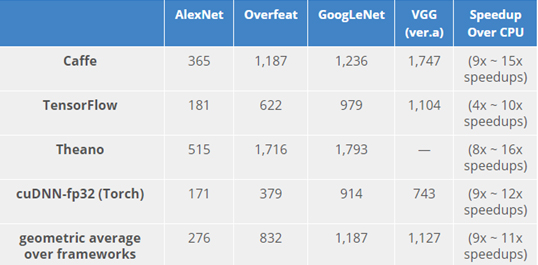 AlexNet Overfeat GoogLeNet VGG (ver.a) Speedup Over CPU
Caffe 365 1,187 1,236 1,747 (9x ~ 15x speedups)
TensorFlow 181 622 979 1,104 (4x ~ 10x speedups)
Theano 515 1,716 1,793 — (8x ~ 16x speedups)
cuDNN-fp32 (Torch) 171 379 914 743 (9x ~ 12x speedups)
geometric average over frameworks 276 832 1,187 1,127 (9x ~ 11x speedups)